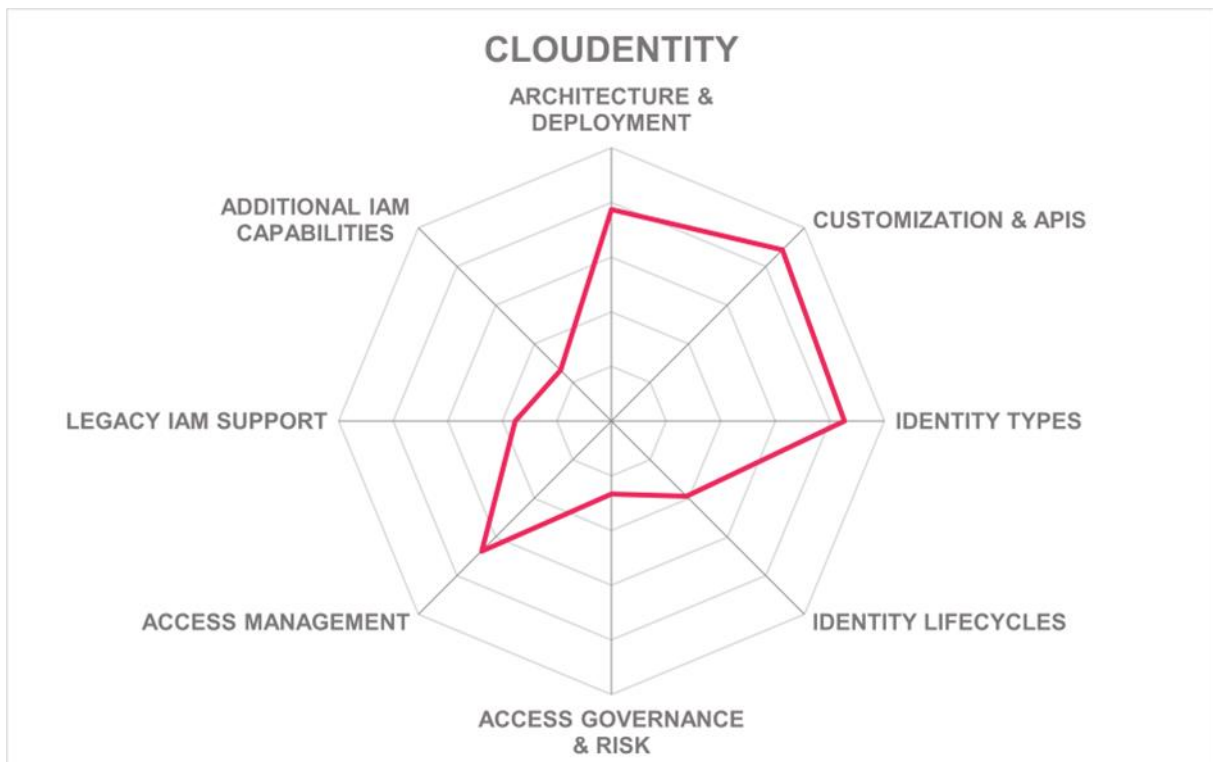 CLOUDENTITY
ARCHITECTURE &
DEPLOYMENT
CUSTOMIZATION & APIS
IDENTITY TYPES
IDENTITY LIFECYCLES
ACCESS GOVERNANCE
& RISK
ACCESS MANAGEMENT
LEGACY IAM SUPPORT
ADDITIONAL IAM
CAPABILITIES